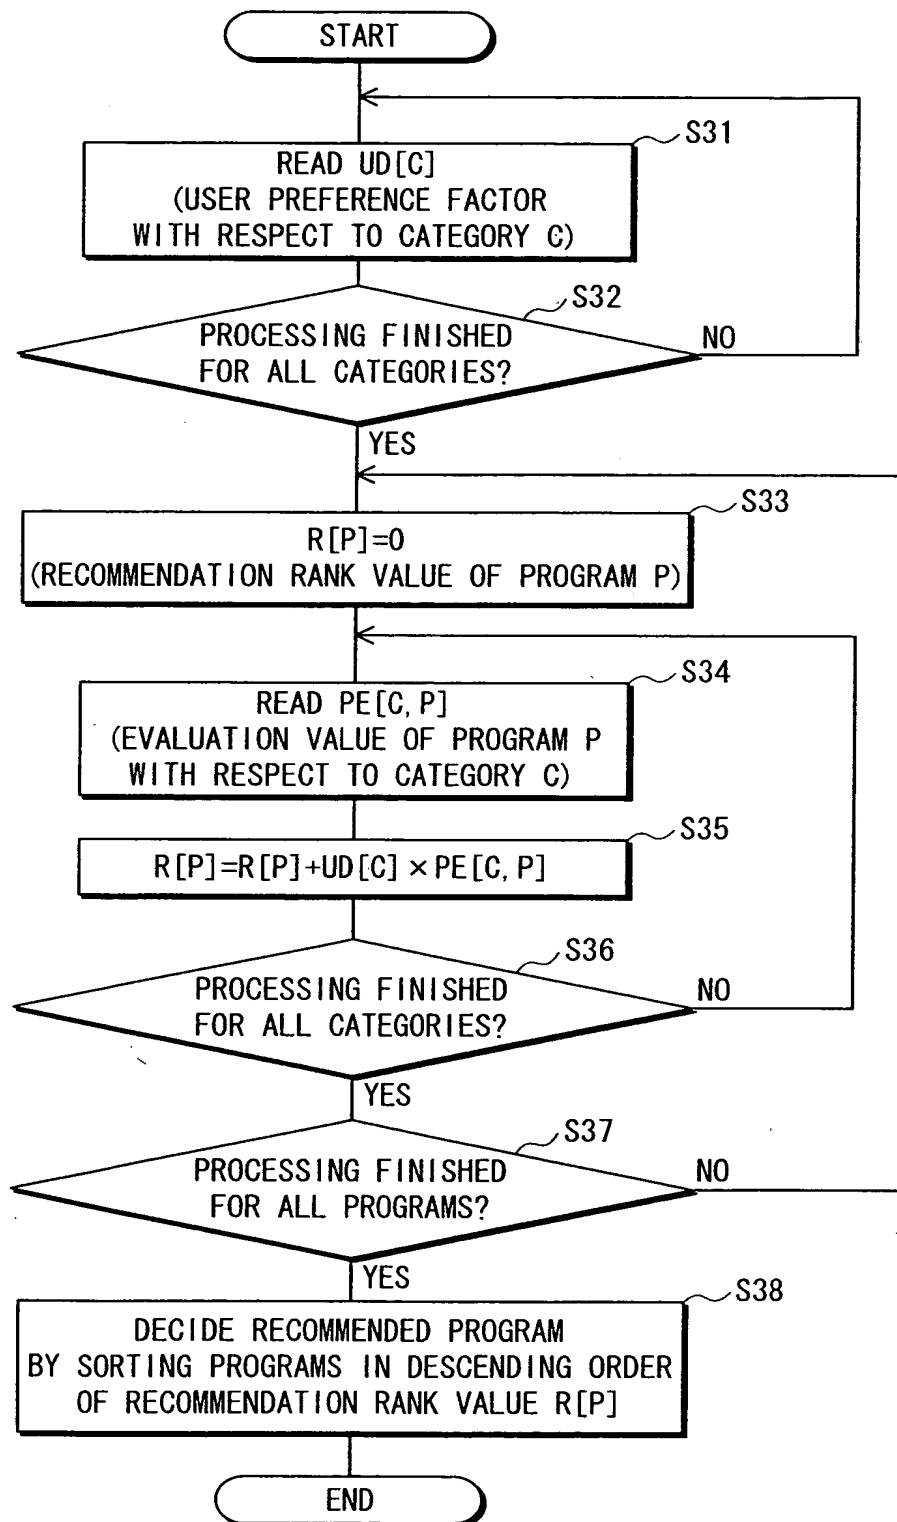 START
S31
READ UD[C]
(USER PREFERENCE FACTOR
WITH RESPECT TO CATEGORY C)
S32
PROCESSING FINISHED
FOR ALL CATEGORIES?
NO
YES
S33
R[P]=0
(RECOMMENDATION RANK VALUE OF PROGRAM P)
S34
READ PE[C, P]
(EVALUATION VALUE OF PROGRAM P
WITH RESPECT TO CATEGORY C)
S35
R[P]=R[P]+UD[C]×PE[C, P]
S36
PROCESSING FINISHED
FOR ALL CATEGORIES?
NO
YES
S37
PROCESSING FINISHED
FOR ALL PROGRAMS?
NO
YES
S38
DECIDE RECOMMENDED PROGRAM
BY SORTING PROGRAMS IN DESCENDING ORDER
OF RECOMMENDATION RANK VALUE R[P]
END